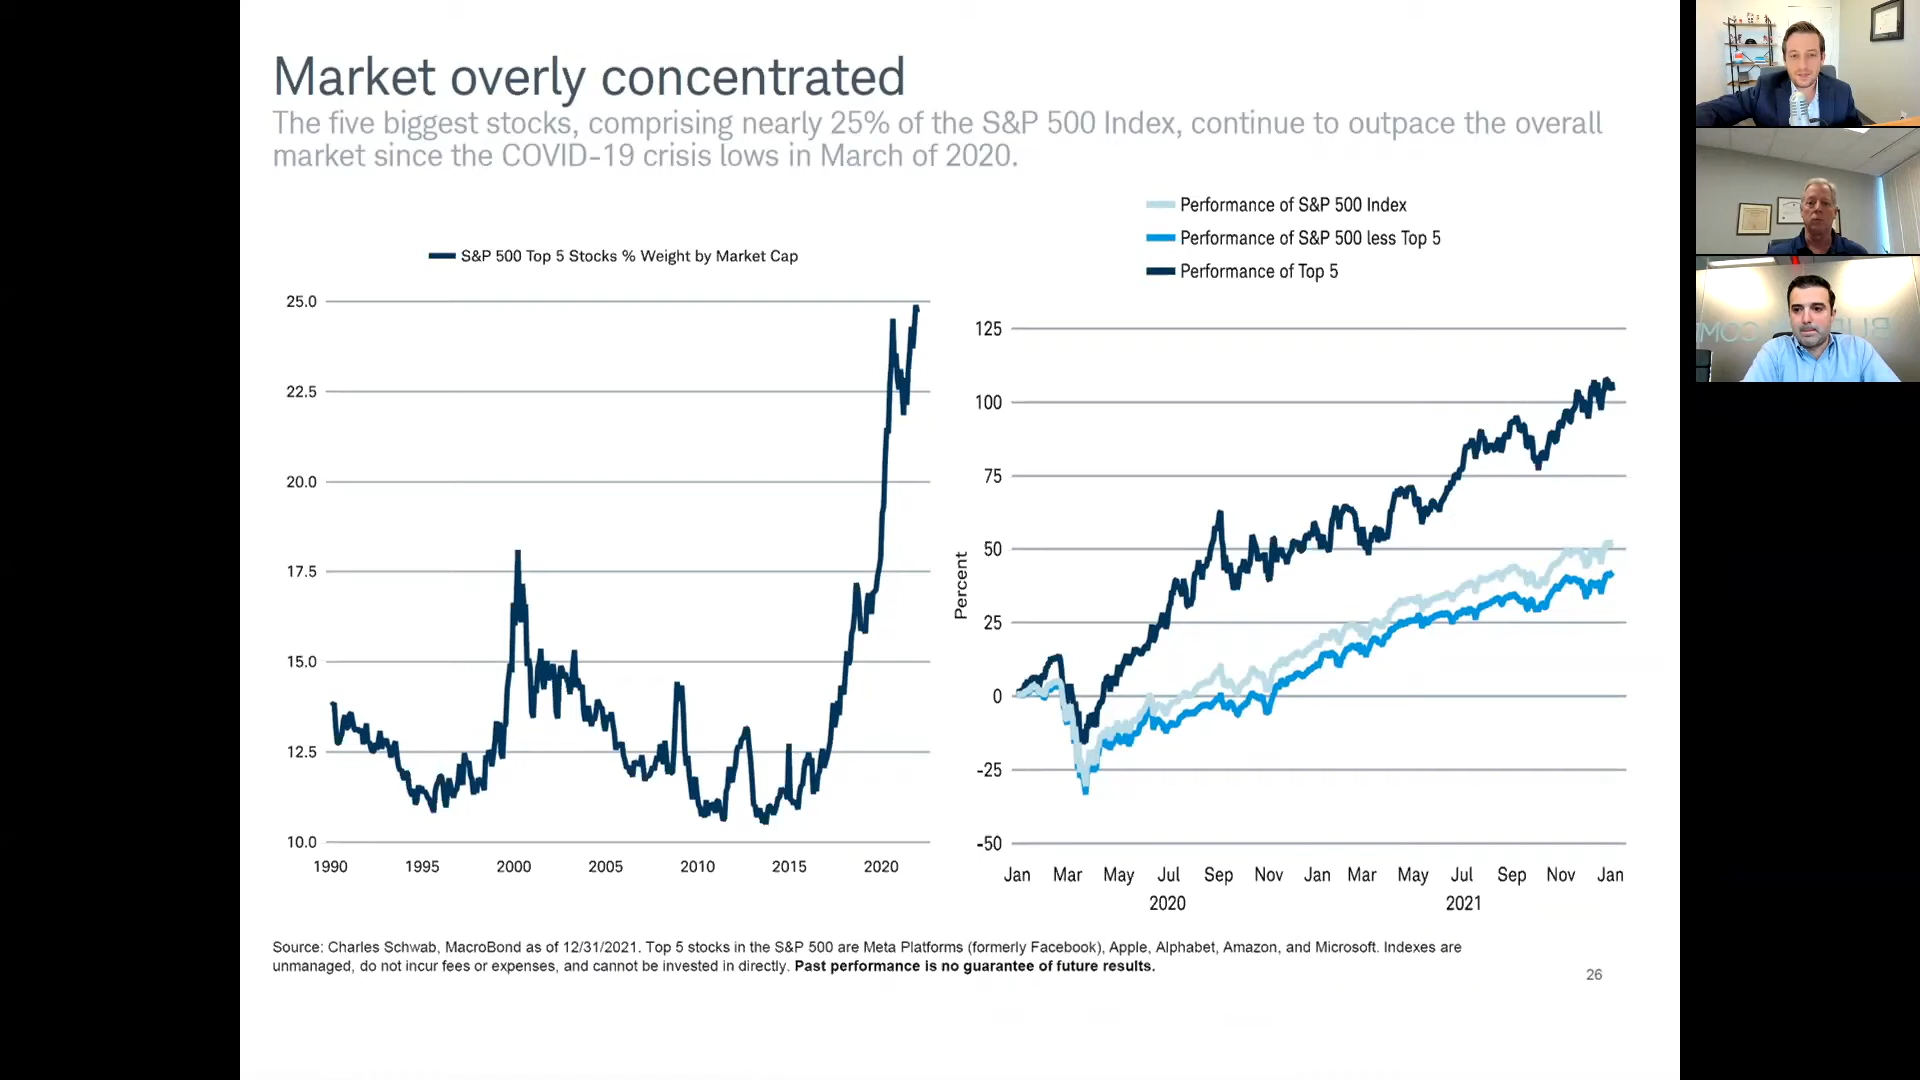 Market overly concentrated
The five biggest stocks, comprising nearly 25% of the S&P 500 Index, continue to outpace the overall
market since the COVID-19 crisis lows in March of 2020.
S&P 500 Top 5 Stocks % Weight by Market Cap
25.0
22.5
20.0
17.5
15.0
12.5
10.0
1990 1995 2000 2005 2010 2015 2020
Performance of S&P 500 Index
Performance of S&P 500 less Top 5
Performance of Top 5
Percent
125
100
75
50
25
0
-25
-50
Jan Mar May Jul Sep Nov Jan Mar May Jul Sep Nov Jan
2020 2021
Source: Charles Schwab, MacroBond as of 12/31/2021. Top 5 stocks in the S&P 500 are Meta Platforms (formerly Facebook), Apple, Alphabet, Amazon, and Microsoft. Indexes are
unmanaged, do not incur fees or expenses, and cannot be invested in directly. Past performance is no guarantee of future results.
26